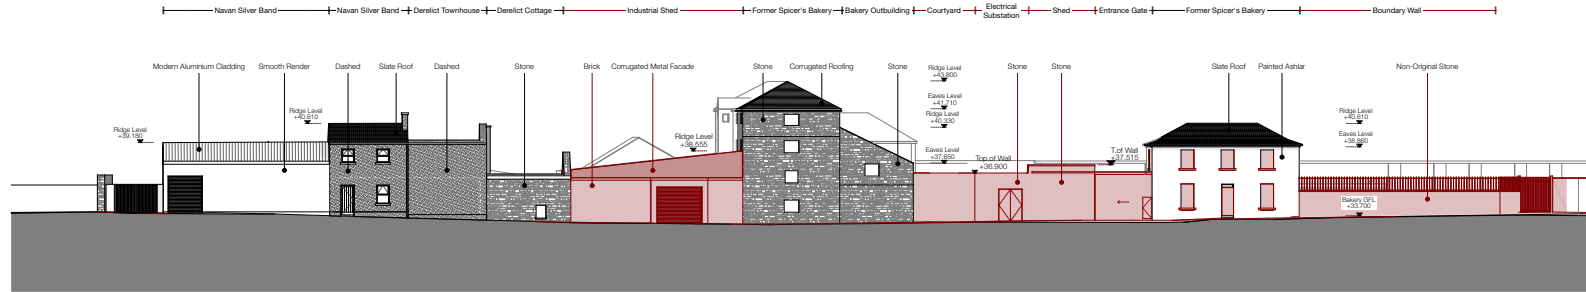 Navan Silver Band
Navan Silver Band
Derelict Townhouse
Derelict Cottage
Industrial Shed
Former Spicer's Bakery
Bakery Outbuilding
Courtyard
Electrical
Substation
Shed
Entrance Gate
Former Spicer's Bakery
Boundary Wall
Modern Aluminium Cladding
Smooth Render
Dashed
Slate Roof
Dashed
Stone
Brick
Corrugated Metal Facade
Stone
Corrugated Roofing
Stone
Stone
Stone
Slate Roof
Painted Ashlar
Non-Original Stone
Ridge Level
+39.180
Ridge Level
+40.610
Ridge Level
+38.555
Ridge Level
+43.800
Eaves Level
+41.710
Ridge Level
+40.330
Eaves Level
+37.650
Top of Wall
+36.900
T.of Wall
+37.515
Ridge Level
+40.610
Eaves Level
+38.860
Bakery GFL
+33.700